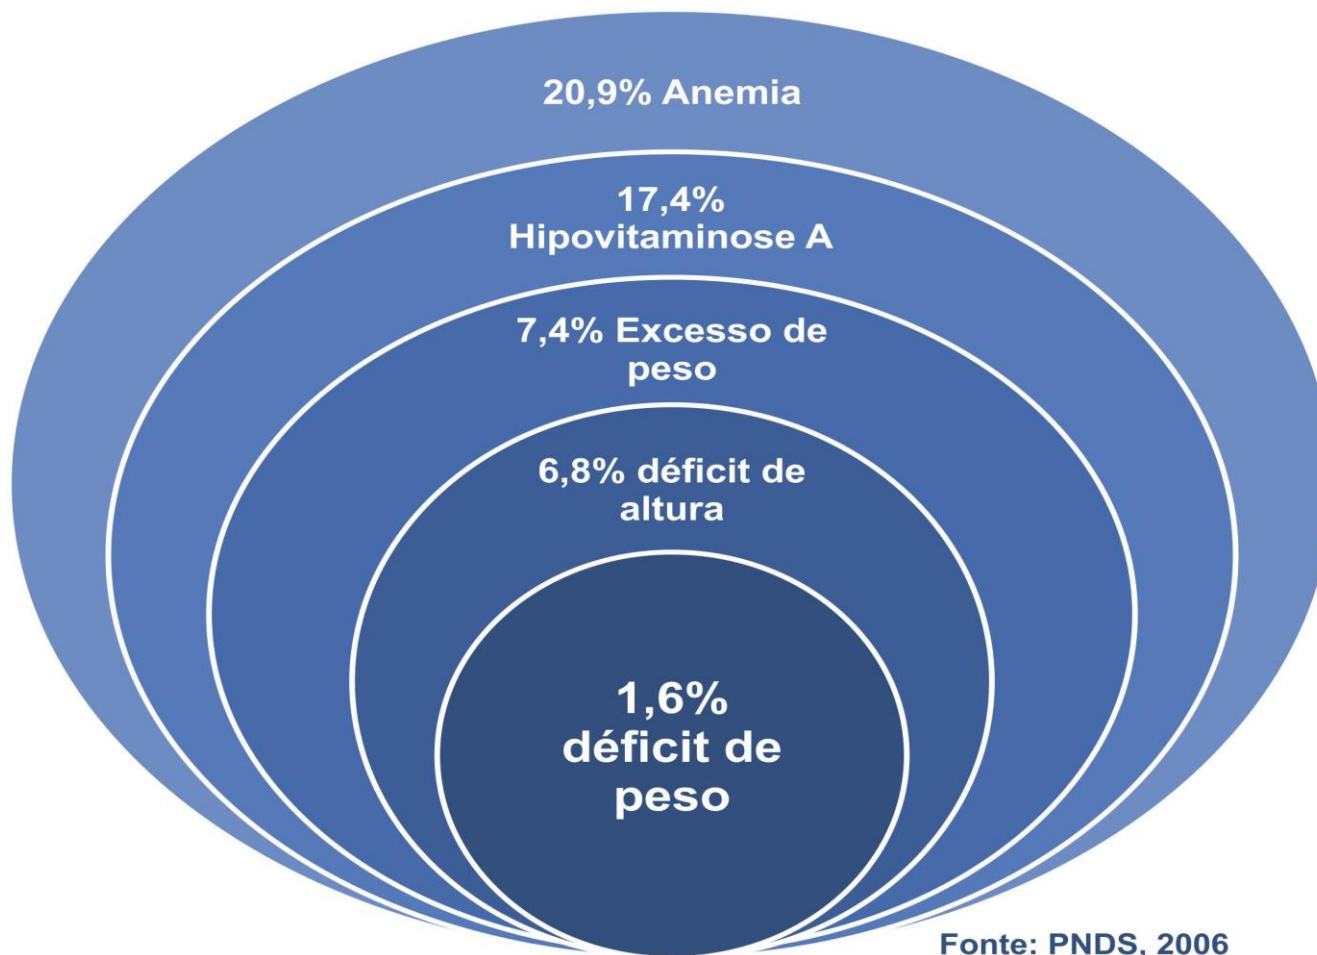 20,9% Anemia
17,4%
Hipovitaminose A
7,4% Excesso de
peso
6,8% déficit de
altura
1,6%
déficit de
peso
Fonte: PNDS, 2006